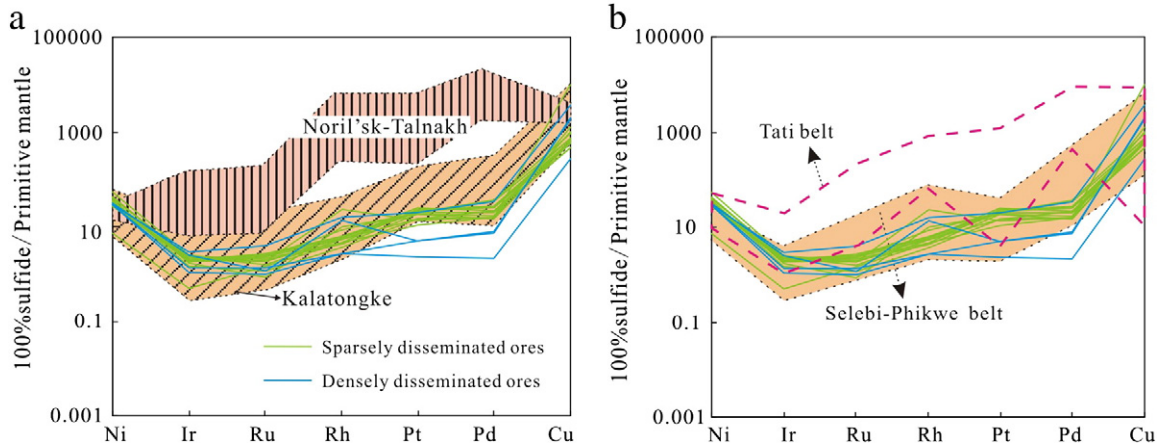 a
100000
1000
10
0.1
0.001
100%sulfide/Primitive mantle
Noril'sk-Talnakh
Kalatongke
Sparsely disseminated ores
Densely disseminated ores
Ni Ir Ru Rh Pt Pd Cu
b
100000
1000
10
0.1
0.001
100%sulfide/Primitive mantle
Tati belt
Selebi-Phikwe belt
Ni Ir Ru Rh Pt Pd Cu